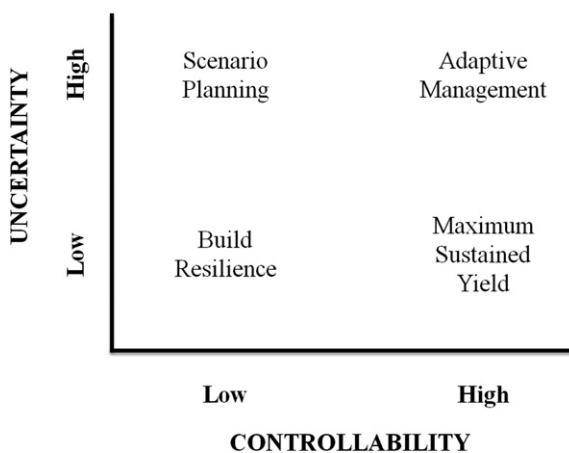 UNCERTAINTY
High
Low
Scenario
Planning
Adaptive
Management
Build
Resilience
Maximum
Sustained
Yield
Low
High
CONTROLLABILITY